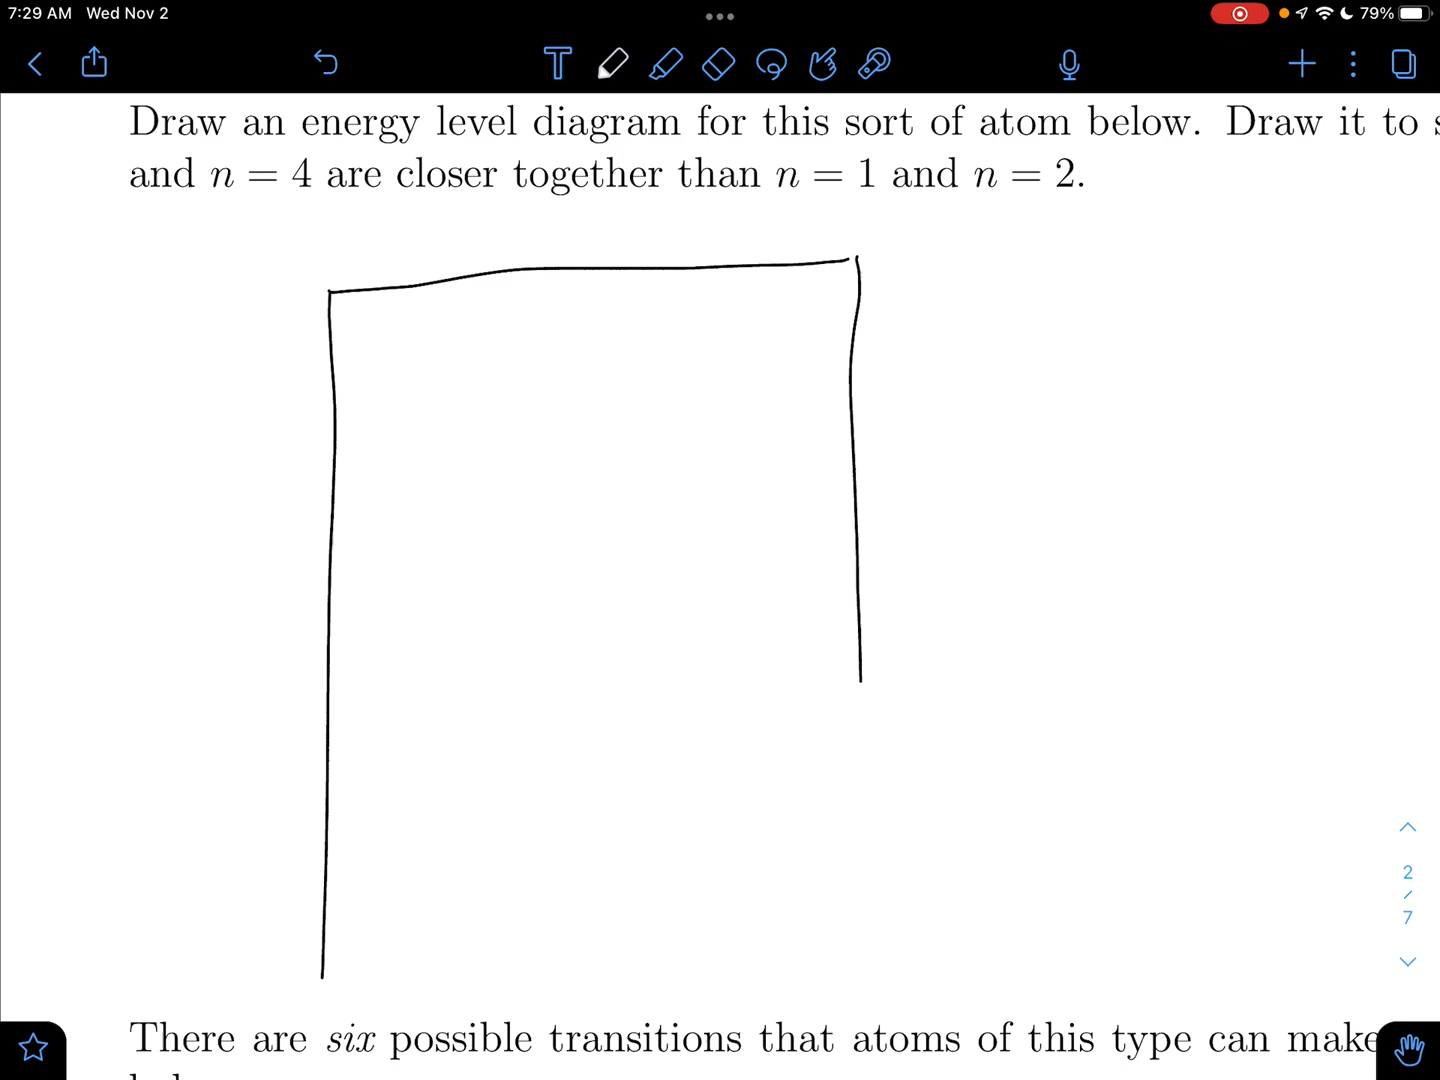 7:29 AM Wed Nov 2
79%
Draw an energy level diagram for this sort of atom below. Draw it to s
and n = 4 are closer together than n = 1 and n = 2.
2
/
7
There are six possible transitions that atoms of this type can make